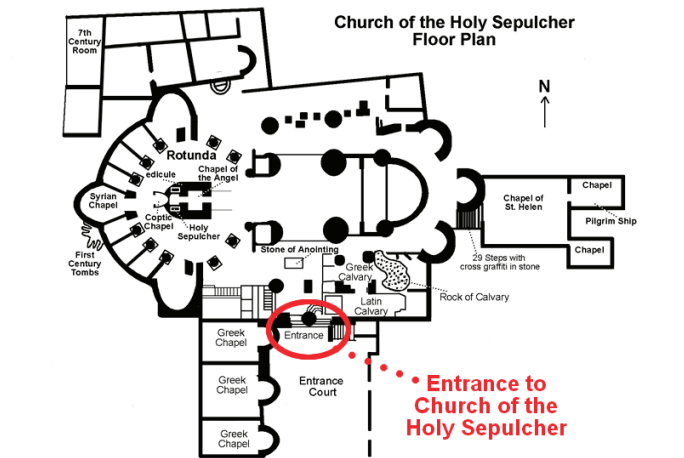 Church of the Holy Sepulcher
Floor Plan
7th
Century
Room
N
Rotunda
edicule
Chapel of
the Angel
Syrian
Chapel
Coptic
Chapel
Holy
Sepulcher
First
Century
Tombs
Stone of Anointing
Greek
Calvary
Latin
Calvary
Rock of Calvary
Chapel of
St. Helen
Chapel
Pilgrim Ship
Chapel
29 Steps with
cross graffiti in stone
Entrance
Greek
Chapel
Greek
Chapel
Greek
Chapel
Entrance
Court
Entrance to
Church of the
Holy Sepulcher